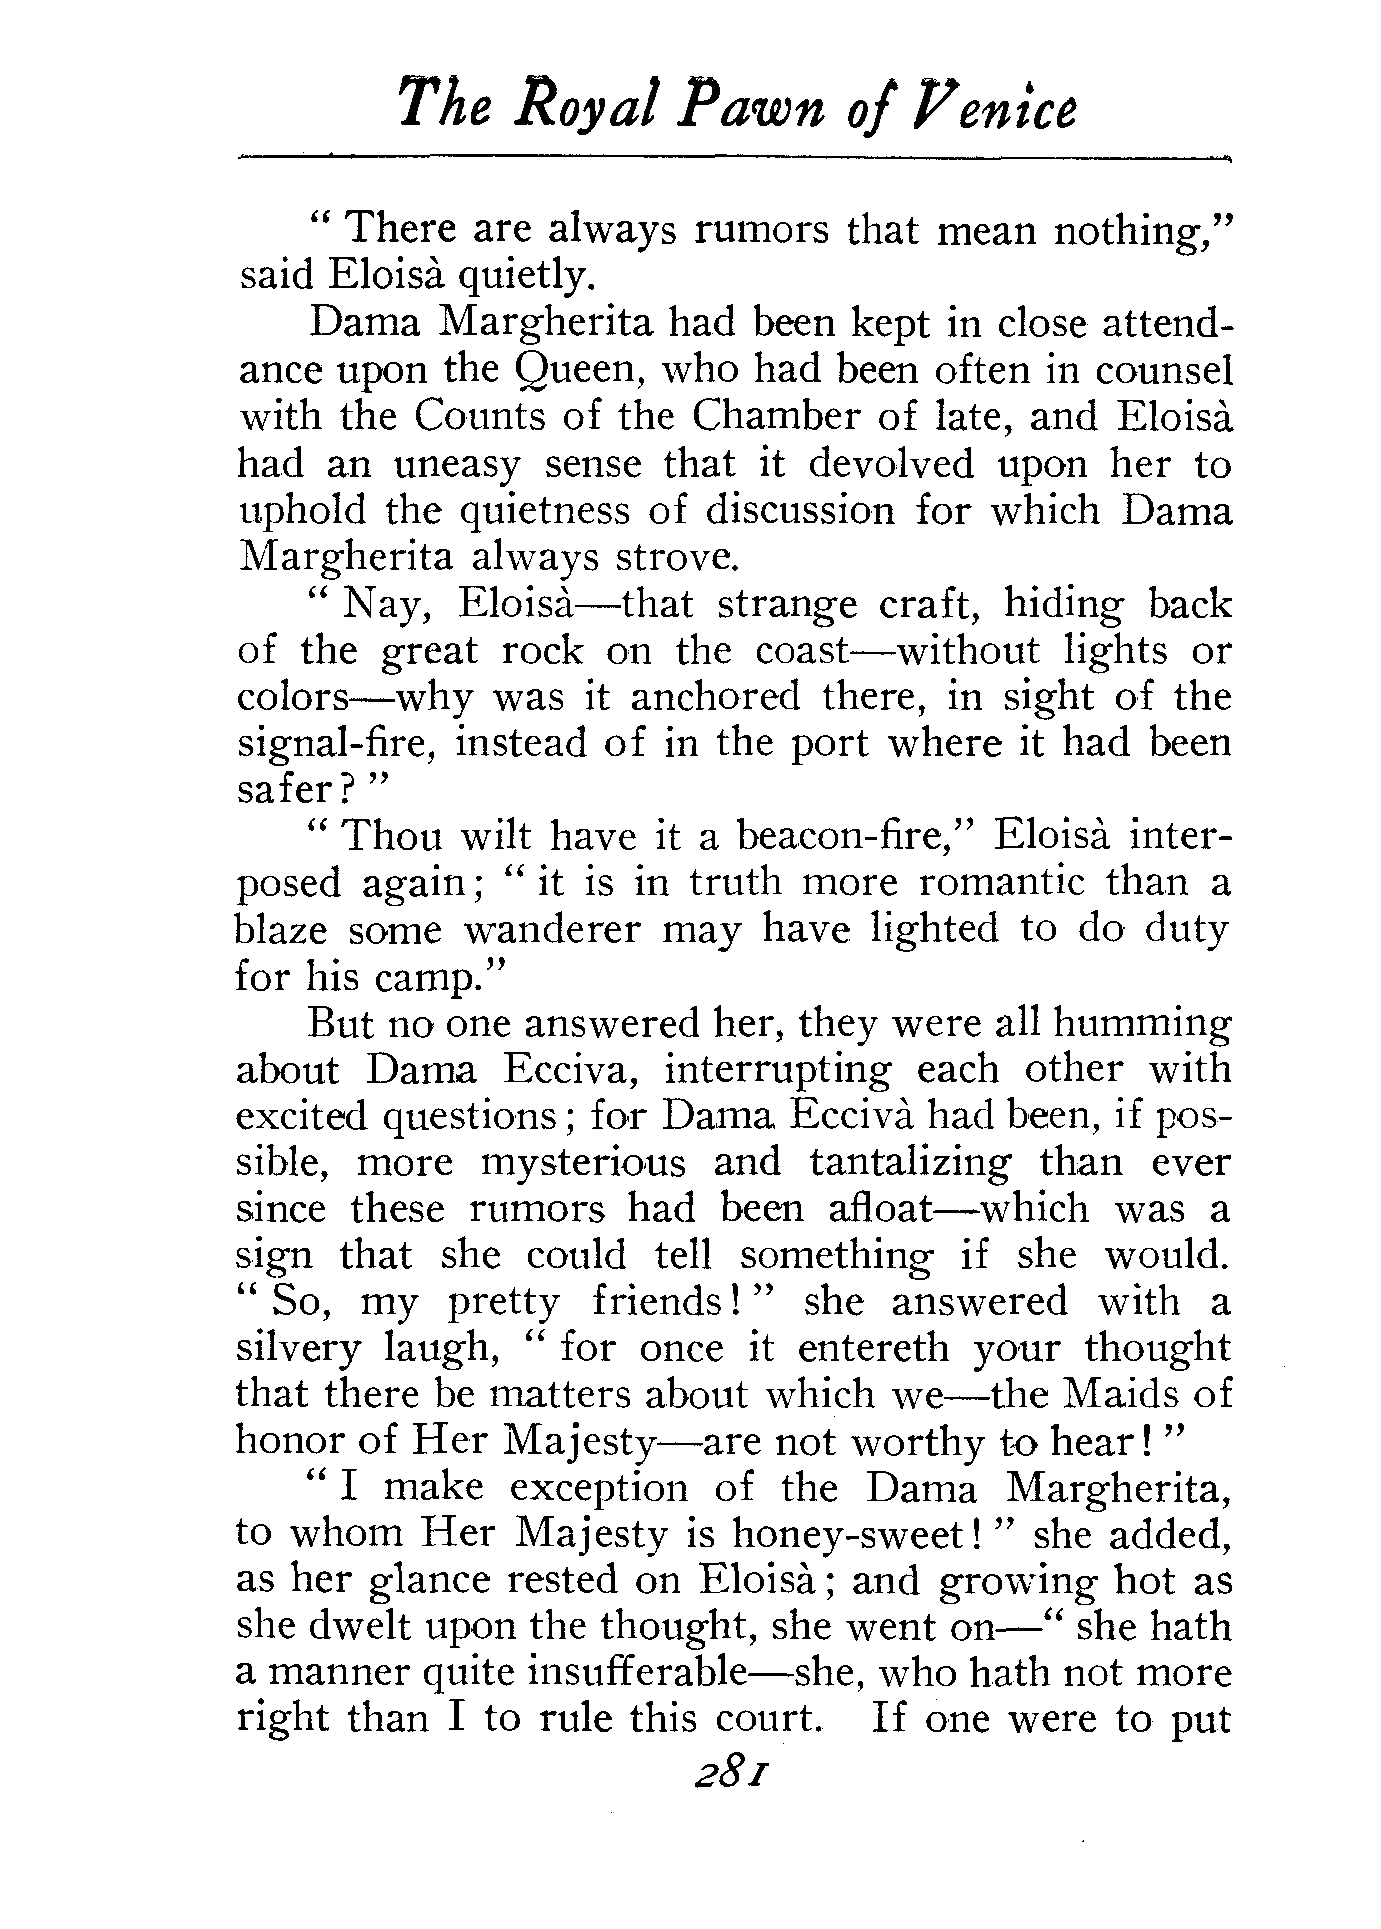 The Royal Pawn of Venice
“ There are always rumors that mean nothing,”
said Eloisà quietly.
Dama Margherita had been kept in close attend-
ance upon the Queen, who had been often in counsel
with the Counts of the Chamber of late, and Eloisà
had an uneasy sense that it devolved upon her to
uphold the quietness of discussion for which Dama
Margherita always strove.
“ Nay, Eloisà—that strange craft, hiding back
of the great rock on the coast—without lights or
colors—why was it anchored there, in sight of the
signal-fire, instead of in the port where it had been
safer? ”
“ Thou wilt have it a beacon-fire,” Eloisà inter-
posed again; “ it is in truth more romantic than a
blaze some wanderer may have lighted to do duty
for his camp.”
But no one answered her, they were all humming
about Dama Ecciva, interrupting each other with
excited questions; for Dama Eccivà had been, if pos-
sible, more mysterious and tantalizing than ever
since these rumors had been afloat—which was a
sign that she could tell something if she would.
“ So, my pretty friends! ” she answered with a
silvery laugh, “ for once it entereth your thought
that there be matters about which we—the Maids of
honor of Her Majesty—are not worthy to hear! ”
“ I make exception of the Dama Margherita,
to whom Her Majesty is honey-sweet! ” she added,
as her glance rested on Eloisà; and growing hot as
she dwelt upon the thought, she went on—“ she hath
a manner quite insufferable—she, who hath not more
right than I to rule this court. If one were to put
281